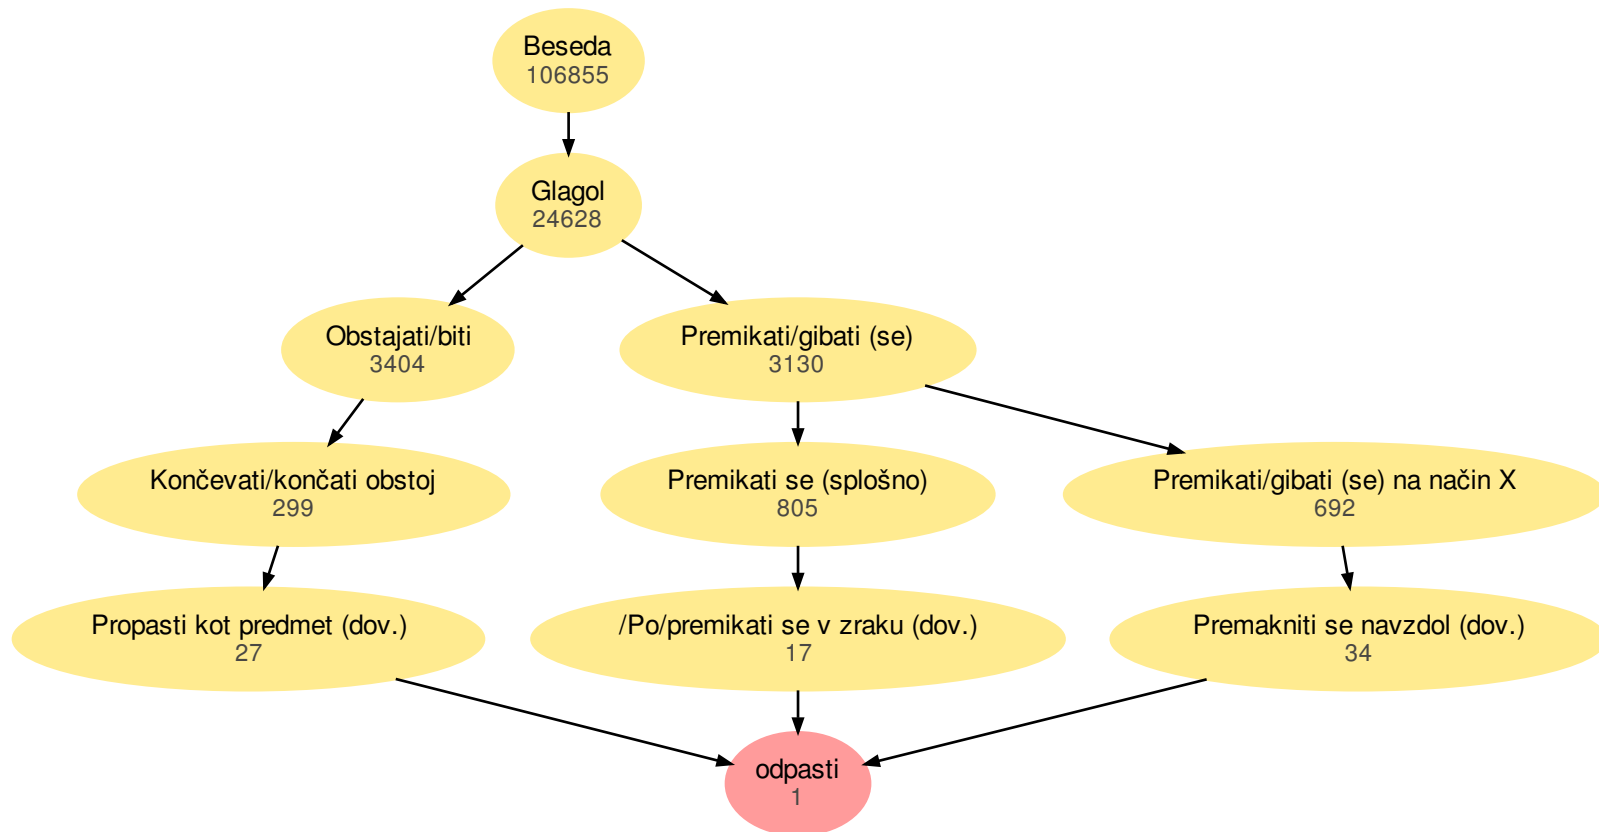 Beseda
106855
Glagol
24628
Obstajati/biti
3404
Premikati/gibati (se)
3130
Končevati/končati obstoj
299
Premikati se (splošno)
805
Premikati/gibati (se) na način X
692
Propasti kot predmet (dov.)
27
/Po/premikati se v zraku (dov.)
17
Premakniti se navzdol (dov.)
34
odpasti
1